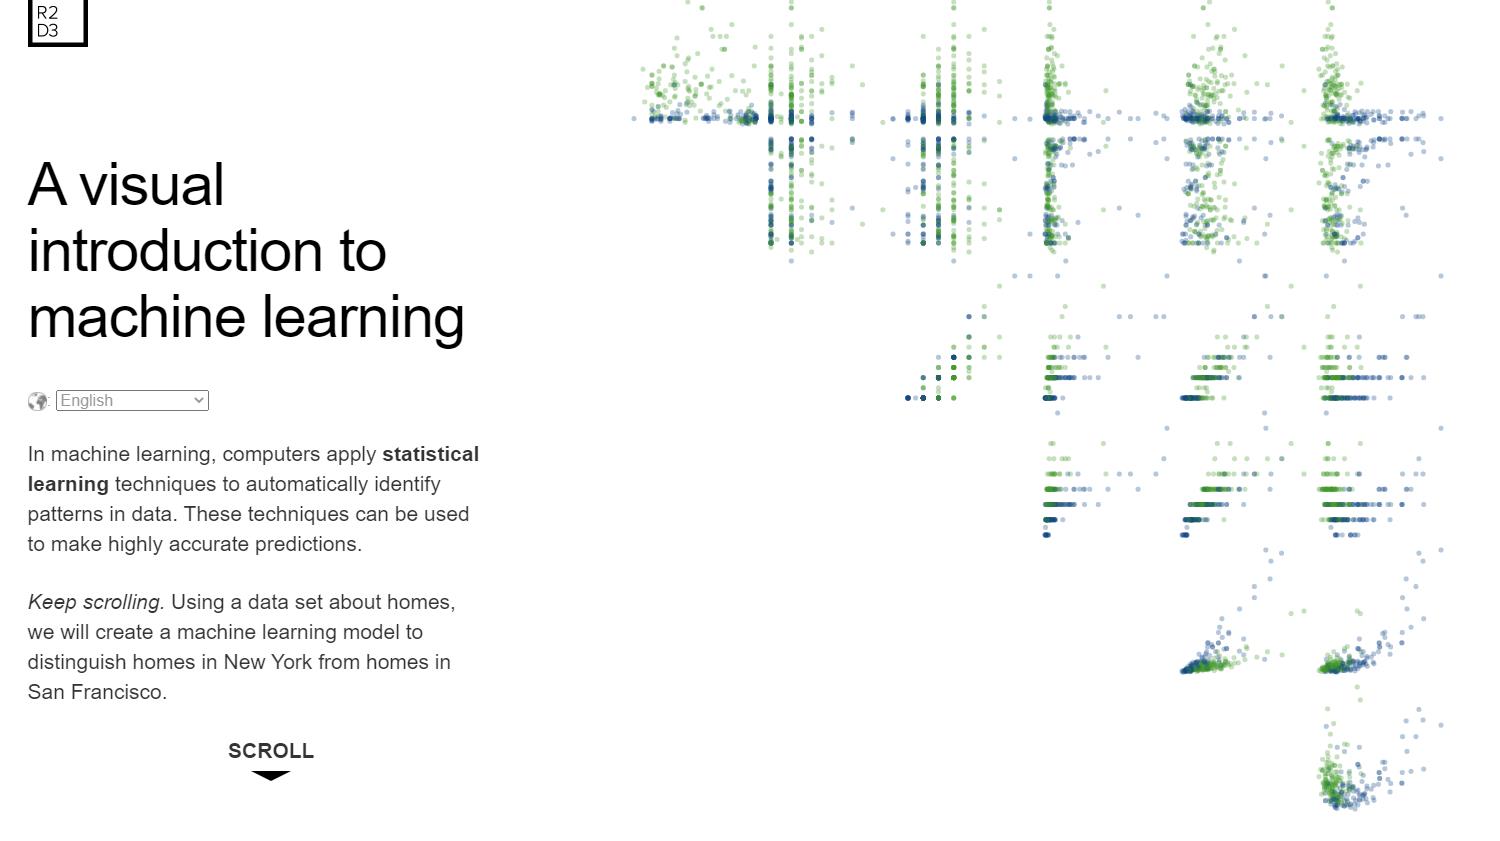 R2
D3
A visual
introduction to
machine learning
: English
In machine learning, computers apply statistical
learning techniques to automatically identify
patterns in data. These techniques can be used
to make highly accurate predictions.
Keep scrolling. Using a data set about homes,
we will create a machine learning model to
distinguish homes in New York from homes in
San Francisco.
SCROLL